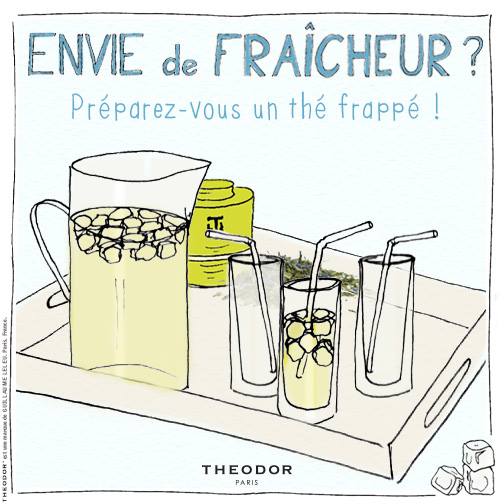 ENVIE de FRAÎCHEUR ?
Préparez-vous un thé frappé !
T
THEODOR
PARIS
THEODOR® est une marque de GUILLAUME LELEU, Paris, France.